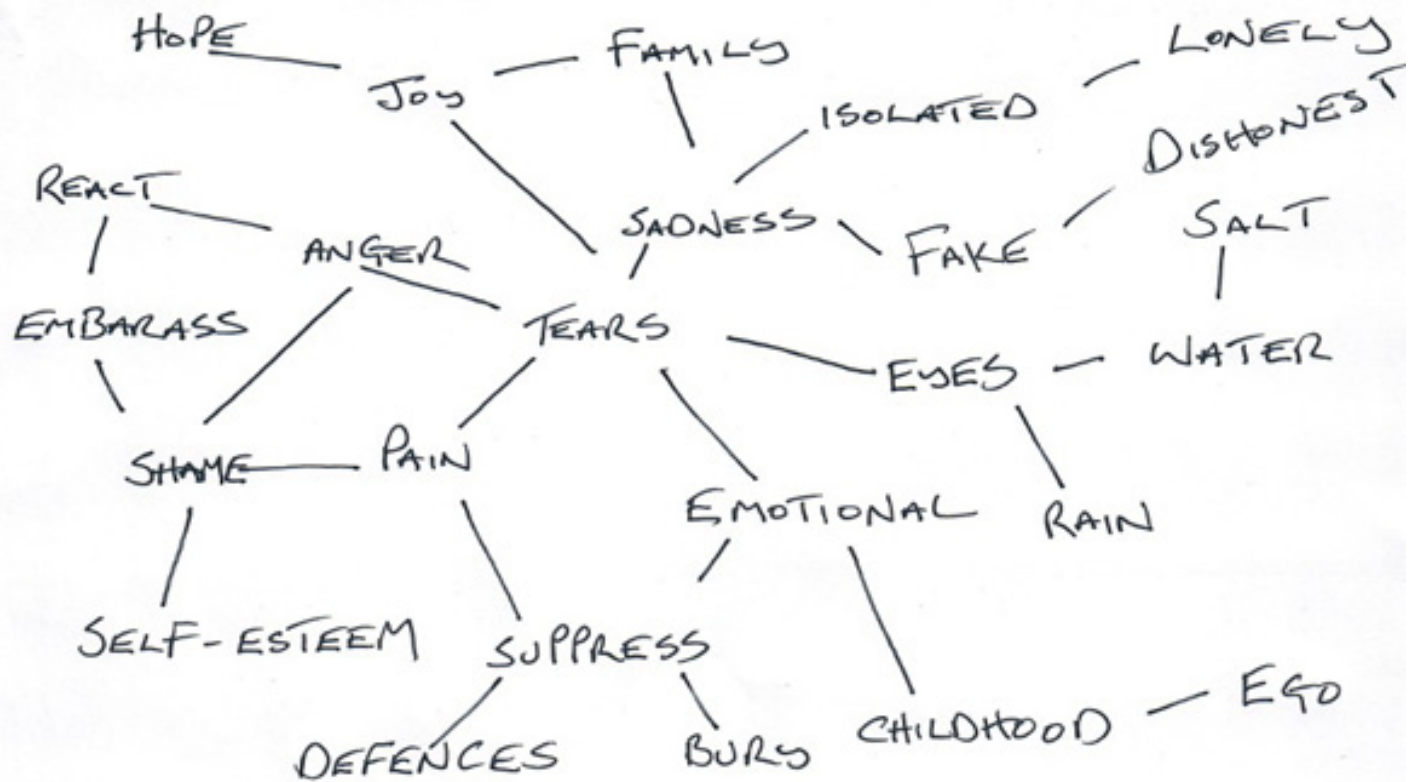 HOPE
JOY
FAMILY
LONELY
ISOLATED
DISHONEST
REACT
ANGER
SADNESS
FAKE
SALT
EMBARASS
TEARS
EYES
WATER
SHAME
PAIN
EMOTIONAL
RAIN
SELF-ESTEEM
SUPPRESS
DEFENCES
BURY
CHILDHOOD
EGO